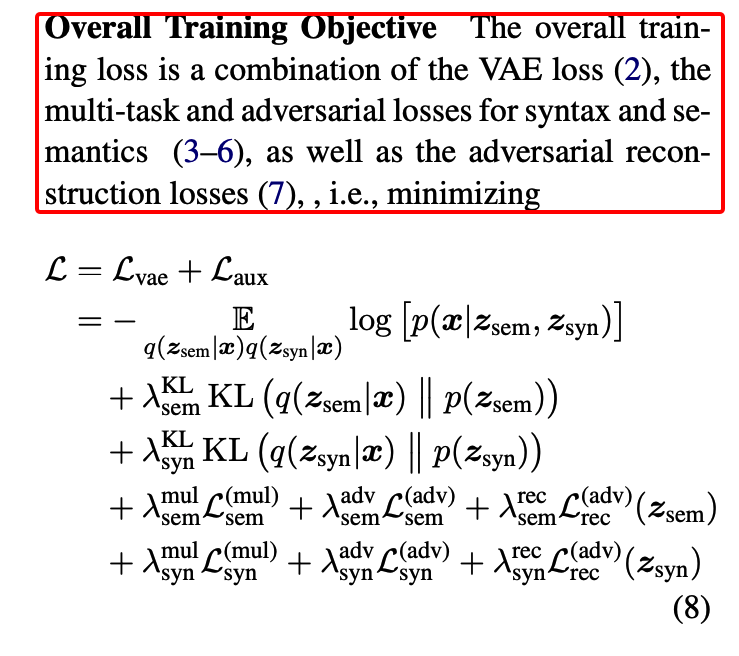 Overall Training Objective The overall train-
ing loss is a combination of the VAE loss (2), the
multi-task and adversarial losses for syntax and se-
mantics (3–6), as well as the adversarial recon-
struction losses (7), , i.e., minimizing
ℒ = ℒ_vae + ℒ_aux
= − 𝔼_{q(z_sem|x)q(z_syn|x)} log [p(x|z_sem, z_syn)]
+ λ_sem^KL KL (q(z_sem|x) ∥ p(z_sem))
+ λ_syn^KL KL (q(z_syn|x) ∥ p(z_syn))
+ λ_sem^mul ℒ_sem^(mul) + λ_sem^adv ℒ_sem^(adv) + λ_sem^rec ℒ_rec^(adv)(z_sem)
+ λ_syn^mul ℒ_syn^(mul) + λ_syn^adv ℒ_syn^(adv) + λ_syn^rec ℒ_rec^(adv)(z_syn)
(8)